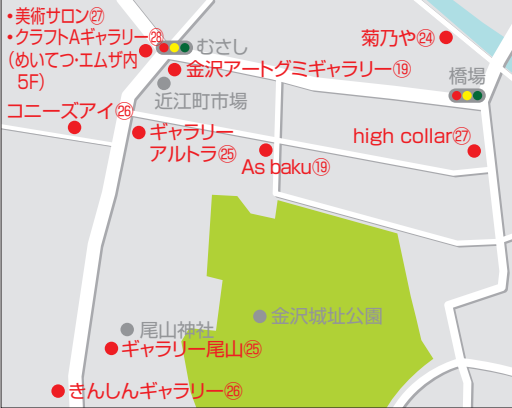 ・美術サロン㉗
・クラフトAギャラリー㉘
（めいてつ・エムザ内
5F）
むさし
菊乃や㉔
金沢アートグミギャラリー⑲
橋場
近江町市場
コニーズアイ㉖
ギャラリー
アルトラ㉕
high collar㉗
As baku⑲
金沢城址公園
尾山神社
ギャラリー尾山㉕
きんしんギャラリー㉖